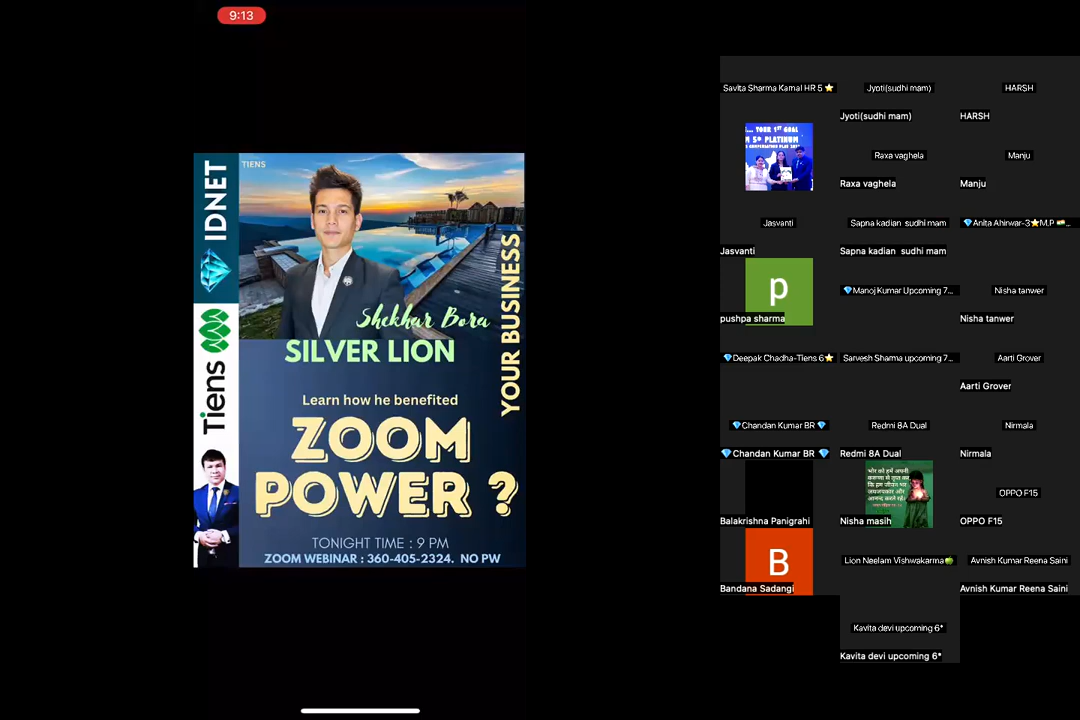 9:13
TIENS
IDNET
Tiens
YOUR BUSINESS
Shekhar Bora
SILVER LION
Learn how he benefited
ZOOM
POWER ?
TONIGHT TIME : 9 PM
ZOOM WEBINAR : 360-405-2324. NO PW
Savita Sharma Kamal HR 5 ⭐
Jyoti(sudhi mam)
HARSH
Jyoti(sudhi mam)
HARSH
Raxa vaghela
Manju
Raxa vaghela
Manju
Jasvanti
Sapna kadian sudhi mam
💎Anita Ahirwar-3⭐M.P 🇮🇳...
Jasvanti
Sapna kadian sudhi mam
p
💎Manoj Kumar Upcoming 7...
Nisha tanwer
pushpa sharma
Nisha tanwer
💎Deepak Chadha-Tiens 6⭐
Sarvesh Sharma upcoming 7...
Aarti Grover
Aarti Grover
💎Chandan Kumar BR 💎
Redmi 8A Dual
Nirmala
💎Chandan Kumar BR 💎
Redmi 8A Dual
Nirmala
OPPO F15
Balakrishna Panigrahi
Nisha masih
OPPO F15
B
Lion Neelam Vishwakarma🍏
Avnish Kumar Reena Saini
Bandana Sadangi
Avnish Kumar Reena Saini
Kavita devi upcoming 6*
Kavita devi upcoming 6*